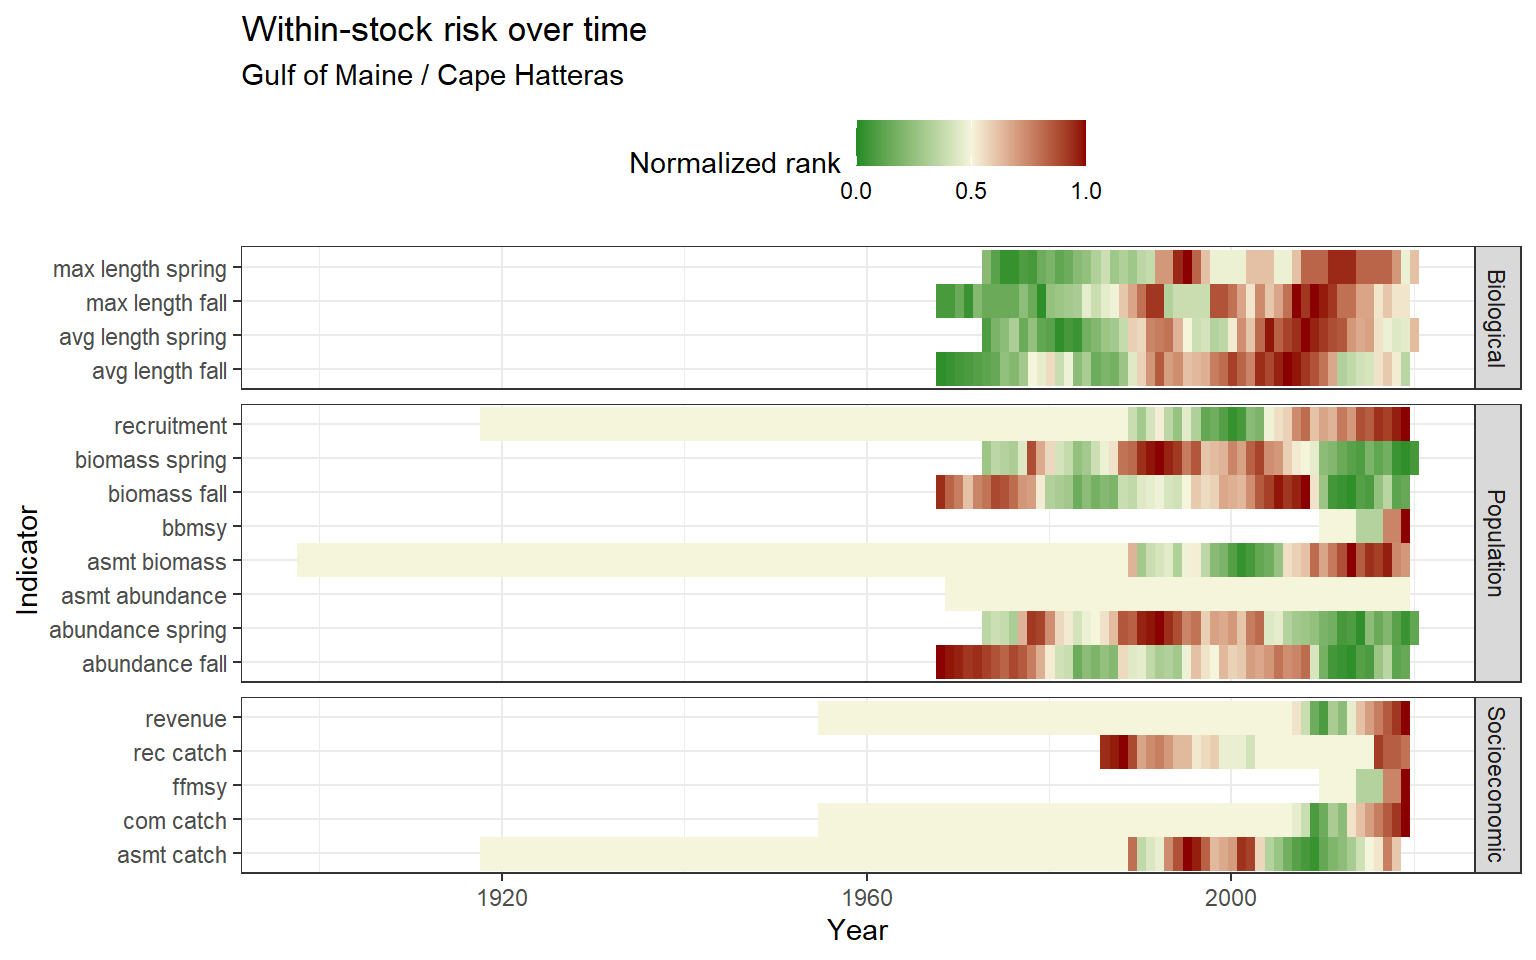 Within-stock risk over time
Gulf of Maine / Cape Hatteras
Normalized rank
0.0 0.5 1.0
max length spring
max length fall
avg length spring
avg length fall
Biological
recruitment
biomass spring
biomass fall
bbmsy
asmt biomass
asmt abundance
abundance spring
abundance fall
Population
revenue
rec catch
ffmsy
com catch
asmt catch
Socioeconomic
Indicator
1920 1960 2000
Year